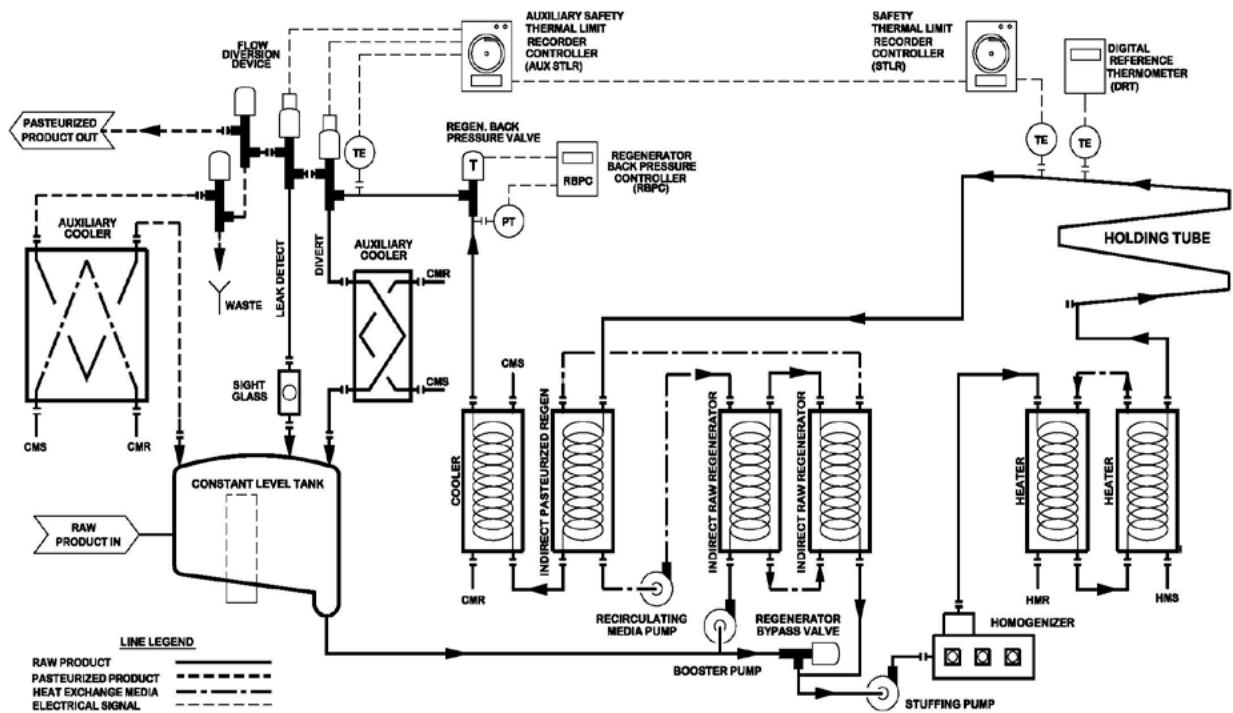 AUXILIARY SAFETY
THERMAL LIMIT
RECORDER
CONTROLLER
(AUX STLR)
SAFETY
THERMAL LIMIT
RECORDER
CONTROLLER
(STLR)
DIGITAL
REFERENCE
THERMOMETER
(DRT)
FLOW
DIVERSION
DEVICE
PASTEURIZED
PRODUCT OUT
TE
REGEN. BACK
PRESSURE VALVE
T
RBPC
REGENERATOR
BACK PRESSURE
CONTROLLER
(RBPC)
PT
TE
TE
HOLDING TUBE
AUXILIARY
COOLER
WASTE
LEAK DETECT
DIVERT
AUXILIARY
COOLER
CMR
CMS
SIGHT
GLASS
CMS
CMR
CMS
COOLER
INDIRECT PASTEURIZED REGEN
INDIRECT RAW REGENERATOR
INDIRECT RAW REGENERATOR
HEATER
HEATER
CONSTANT LEVEL TANK
RAW
PRODUCT IN
CMR
RECIRCULATING
MEDIA PUMP
BOOSTER PUMP
REGENERATOR
BYPASS VALVE
STUFFING PUMP
HOMOGENIZER
HMR
HMS
LINE LEGEND
RAW PRODUCT
PASTEURIZED PRODUCT
HEAT EXCHANGE MEDIA
ELECTRICAL SIGNAL